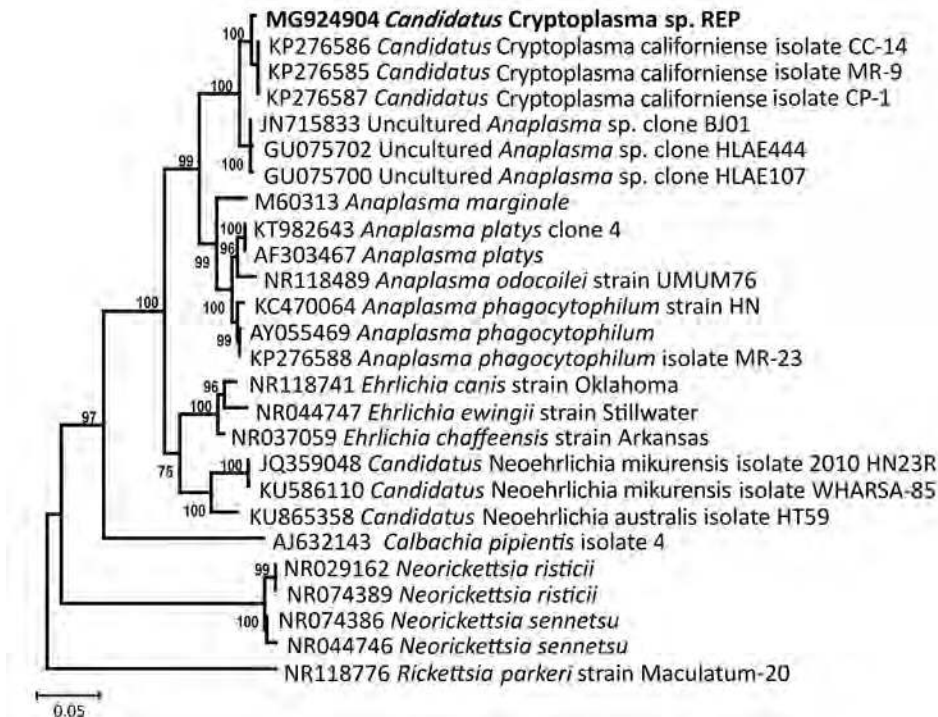 MG924904 Candidatus Cryptoplasma sp. REP
100
KP276586 Candidatus Cryptoplasma californiense isolate CC-14
KP276585 Candidatus Cryptoplasma californiense isolate MR-9
100
KP276587 Candidatus Cryptoplasma californiense isolate CP-1
JN715833 Uncultured Anaplasma sp. clone BJ01
GU075702 Uncultured Anaplasma sp. clone HLAE444
99
100
GU075700 Uncultured Anaplasma sp. clone HLAE107
M60313 Anaplasma marginale
100
KT982643 Anaplasma platys clone 4
96
AF303467 Anaplasma platys
99
NR118489 Anaplasma odocoilei strain UMUM76
100
100
KC470064 Anaplasma phagocytophilum strain HN
AY055469 Anaplasma phagocytophilum
99
KP276588 Anaplasma phagocytophilum isolate MR-23
96
NR118741 Ehrlichia canis strain Oklahoma
100
NR044747 Ehrlichia ewingii strain Stillwater
97
NR037059 Ehrlichia chaffeensis strain Arkansas
JQ359048 Candidatus Neoehrlichia mikurensis isolate 2010 HN23R
100
75
KU586110 Candidatus Neoehrlichia mikurensis isolate WHARSA-85
100
KU865358 Candidatus Neoehrlichia australis isolate HT59
AJ632143 Calbachia pipientis isolate 4
99
NR029162 Neorickettsia risticii
NR074389 Neorickettsia risticii
NR074386 Neorickettsia sennetsu
100
NR044746 Neorickettsia sennetsu
NR118776 Rickettsia parkeri strain Maculatum-20
0.05